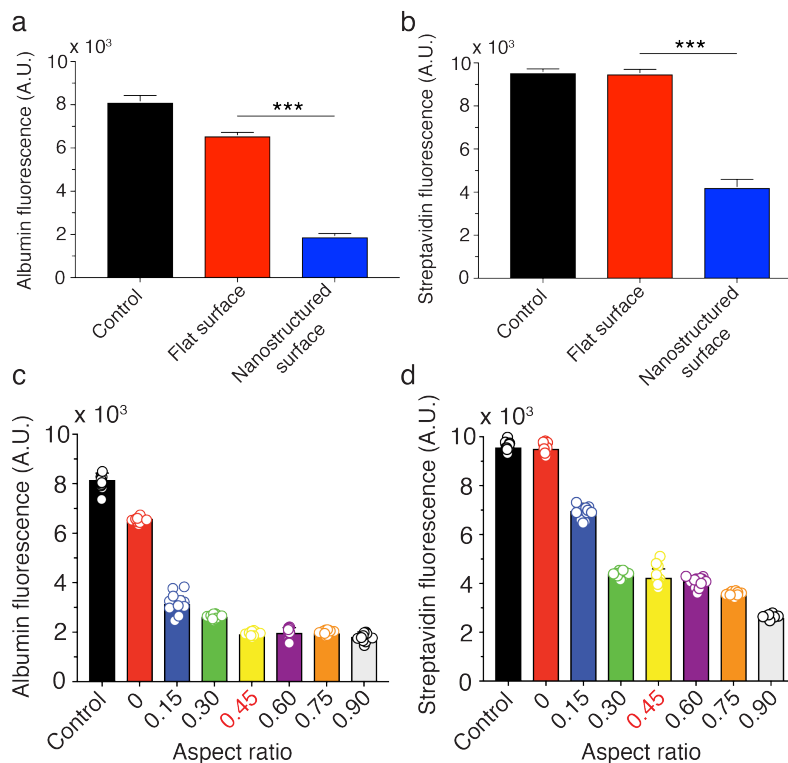 a
x 10³
Albumin fluorescence (A.U.)
10
8
6
4
2
0
***
Control
Flat surface
Nanostructured
surface
b
x 10³
Streptavidin fluorescence (A.U.)
10
8
6
4
2
0
***
Control
Flat surface
Nanostructured
surface
c
x 10³
Albumin fluorescence (A.U.)
10
8
6
4
2
0
Control
0
0.15
0.30
0.45
0.60
0.75
0.90
Aspect ratio
d
x 10³
Streptavidin fluorescence (A.U.)
10
8
6
4
2
0
Control
0
0.15
0.30
0.45
0.60
0.75
0.90
Aspect ratio